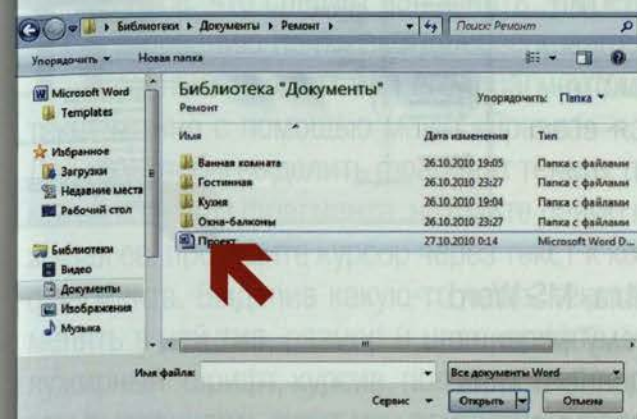 Библиотеки ▸ Документы ▸ Ремонт ▸
Поиск: Ремонт
Упорядочить
Новая папка
Microsoft Word
Templates
Избранное
Загрузки
Недавние места
Рабочий стол
Библиотеки
Видео
Документы
Изображения
Музыка
Библиотека "Документы"
Ремонт
Упорядочить: Папка
Имя Дата изменения Тип
Ванная комната 26.10.2010 19:05 Папка с файлами
Гостинная 26.10.2010 23:27 Папка с файлами
Кухня 26.10.2010 19:04 Папка с файлами
Окна-балконы 26.10.2010 23:27 Папка с файлами
Проект 27.10.2010 0:14 Microsoft Word D...
Имя файла:
Все документы Word
Сервис Открыть Отмена